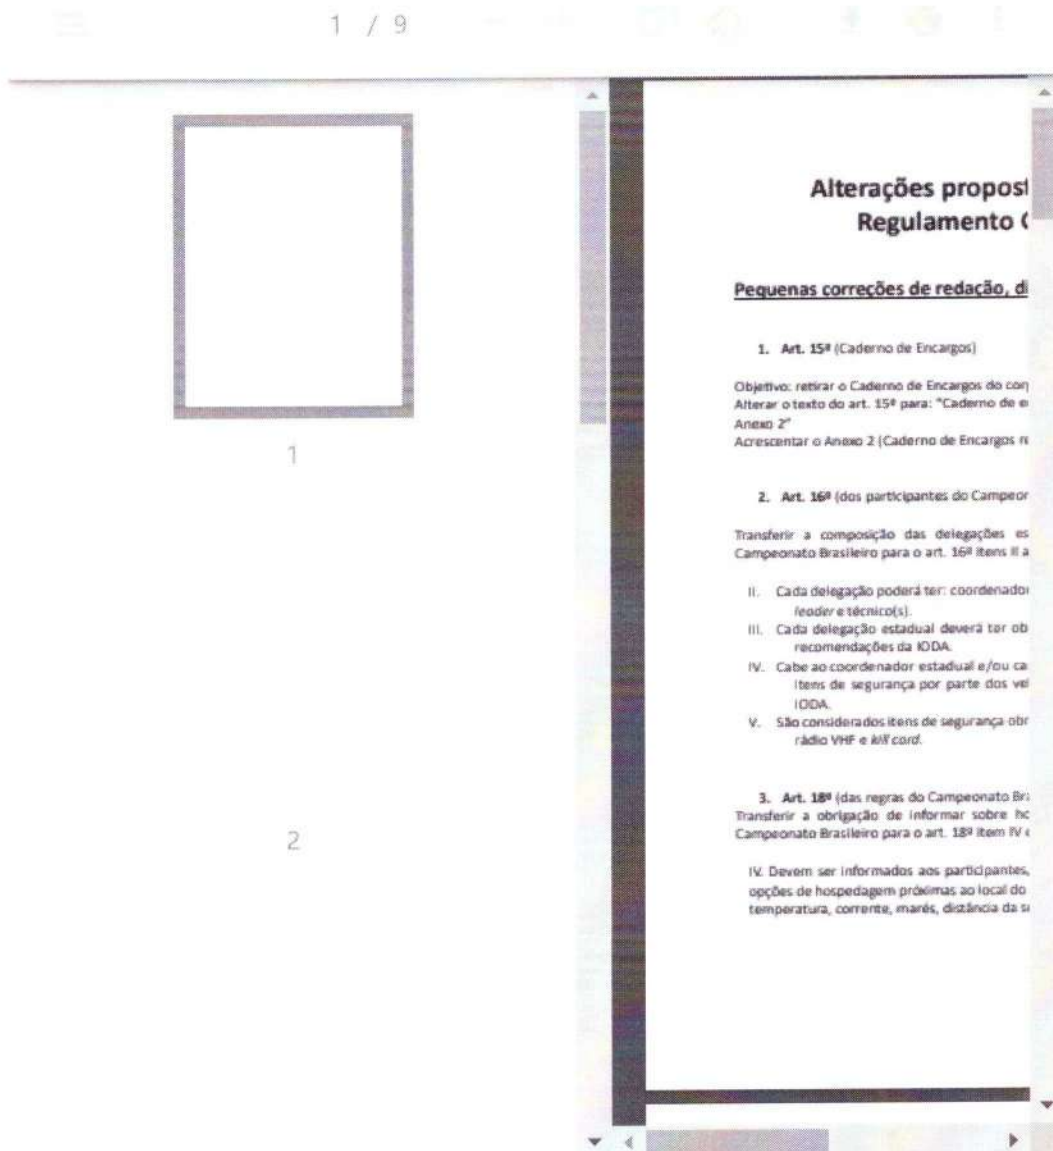 1 / 9
1
2
Alterações propost
Regulamento
Pequenas correções de redação, di
1. Art. 15º (Caderno de Encargos)
Objetivo: retirar o Caderno de Encargos do corp
Alterar o texto do art. 15º para: "Caderno de e
Anexo 2"
Acrescentar o Anexo 2 (Caderno de Encargos re
2. Art. 16º (dos participantes do Campeon
Transferir a composição das delegações es
Campeonato Brasileiro para o art. 16º itens II a
II. Cada delegação poderá ter: coordenador
leader e técnico(s).
III. Cada delegação estadual deverá ter ob
recomendações da IODA.
IV. Cabe ao coordenador estadual e/ou ca
itens de segurança por parte dos vel
IODA.
V. São considerados itens de segurança obr
rádio VHF e kill cord.
3. Art. 18º (das regras do Campeonato Bra
Transferir a obrigação de informar sobre ho
Campeonato Brasileiro para o art. 18º item IV e
IV. Devem ser informados aos participantes,
opções de hospedagem próximas ao local do
temperatura, corrente, marés, distância da s